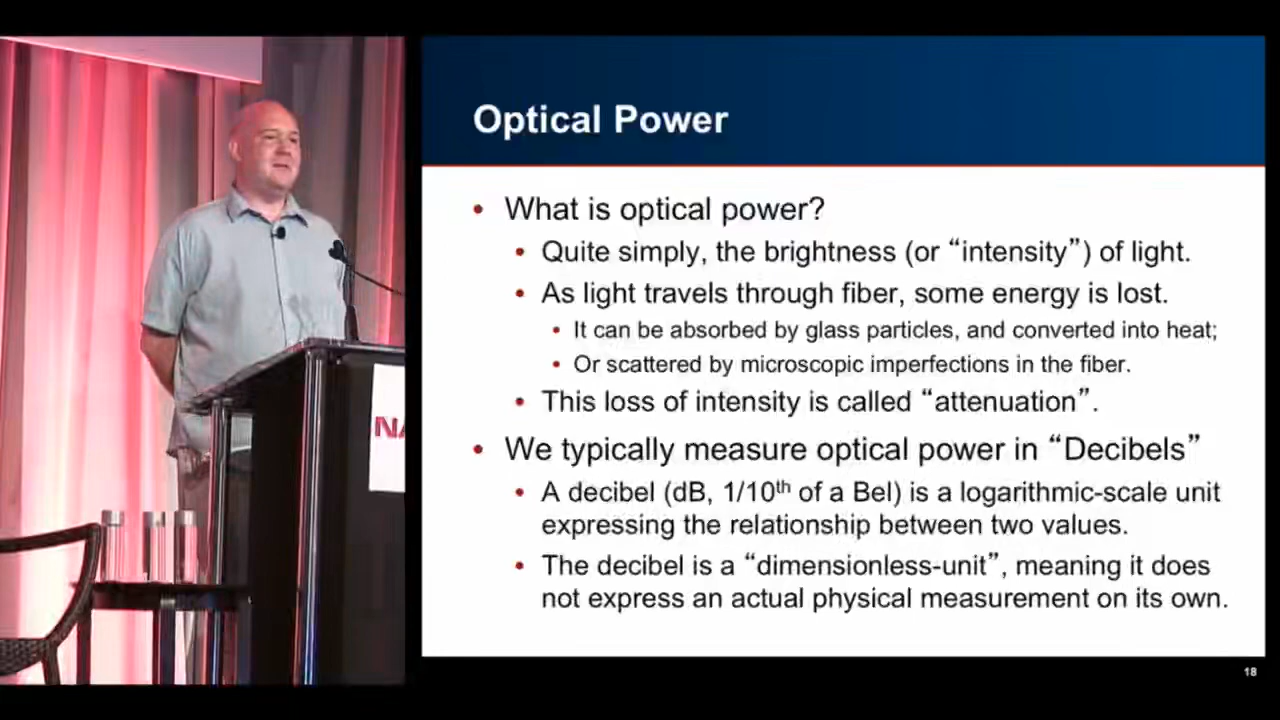 Optical Power
• What is optical power?
• Quite simply, the brightness (or “intensity”) of light.
• As light travels through fiber, some energy is lost.
• It can be absorbed by glass particles, and converted into heat;
• Or scattered by microscopic imperfections in the fiber.
• This loss of intensity is called “attenuation”.
• We typically measure optical power in “Decibels”
• A decibel (dB, 1/10th of a Bel) is a logarithmic-scale unit
expressing the relationship between two values.
• The decibel is a “dimensionless-unit”, meaning it does
not express an actual physical measurement on its own.
18